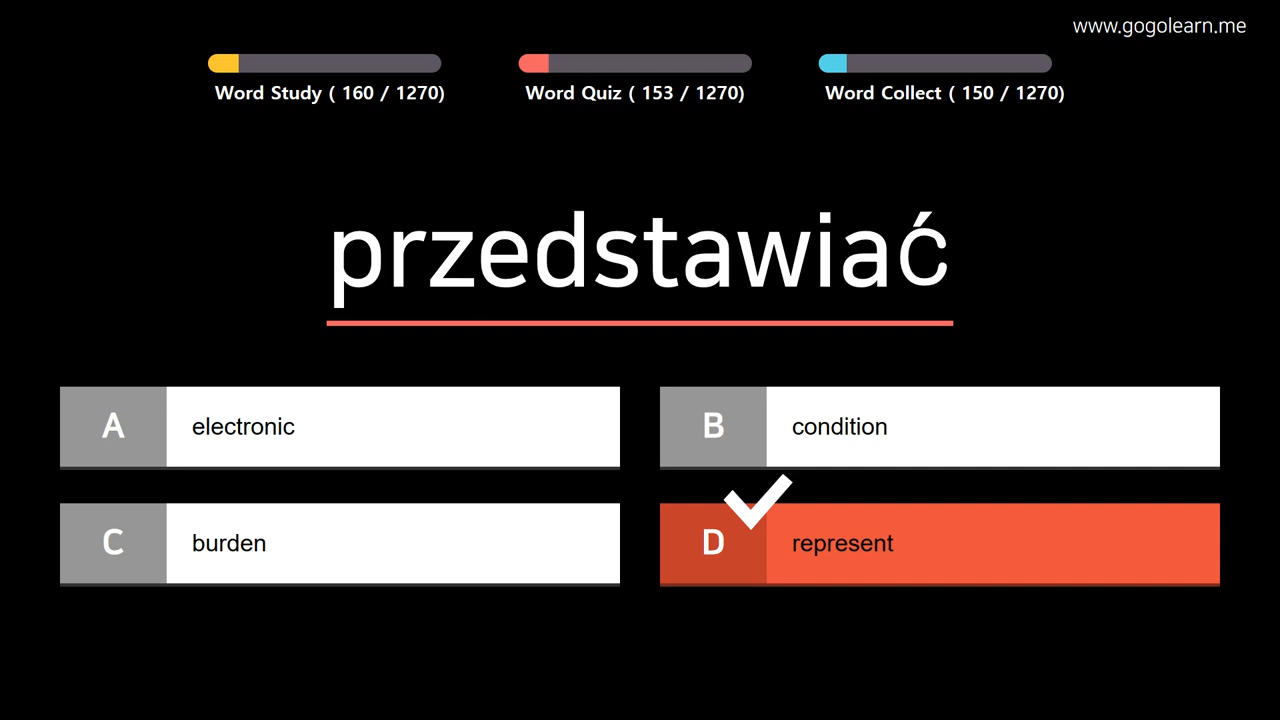 www.gogolearn.me
Word Study ( 160 / 1270)
Word Quiz ( 153 / 1270)
Word Collect ( 150 / 1270)
przedstawiać
A electronic
B condition
C burden
D represent